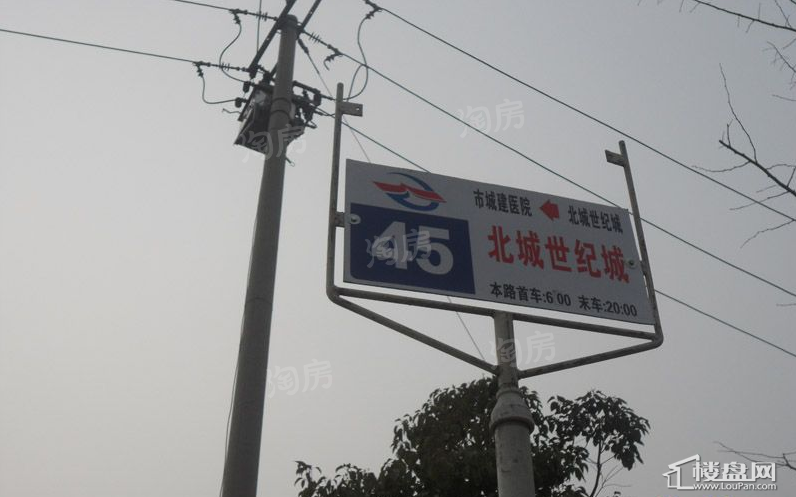 市城建医院 ← 北城世纪城
45
北城世纪城
本路首车:6:00 末车:20:00
淘房
淘房
淘房
淘房
淘房
楼盘网
www.LouPan.com